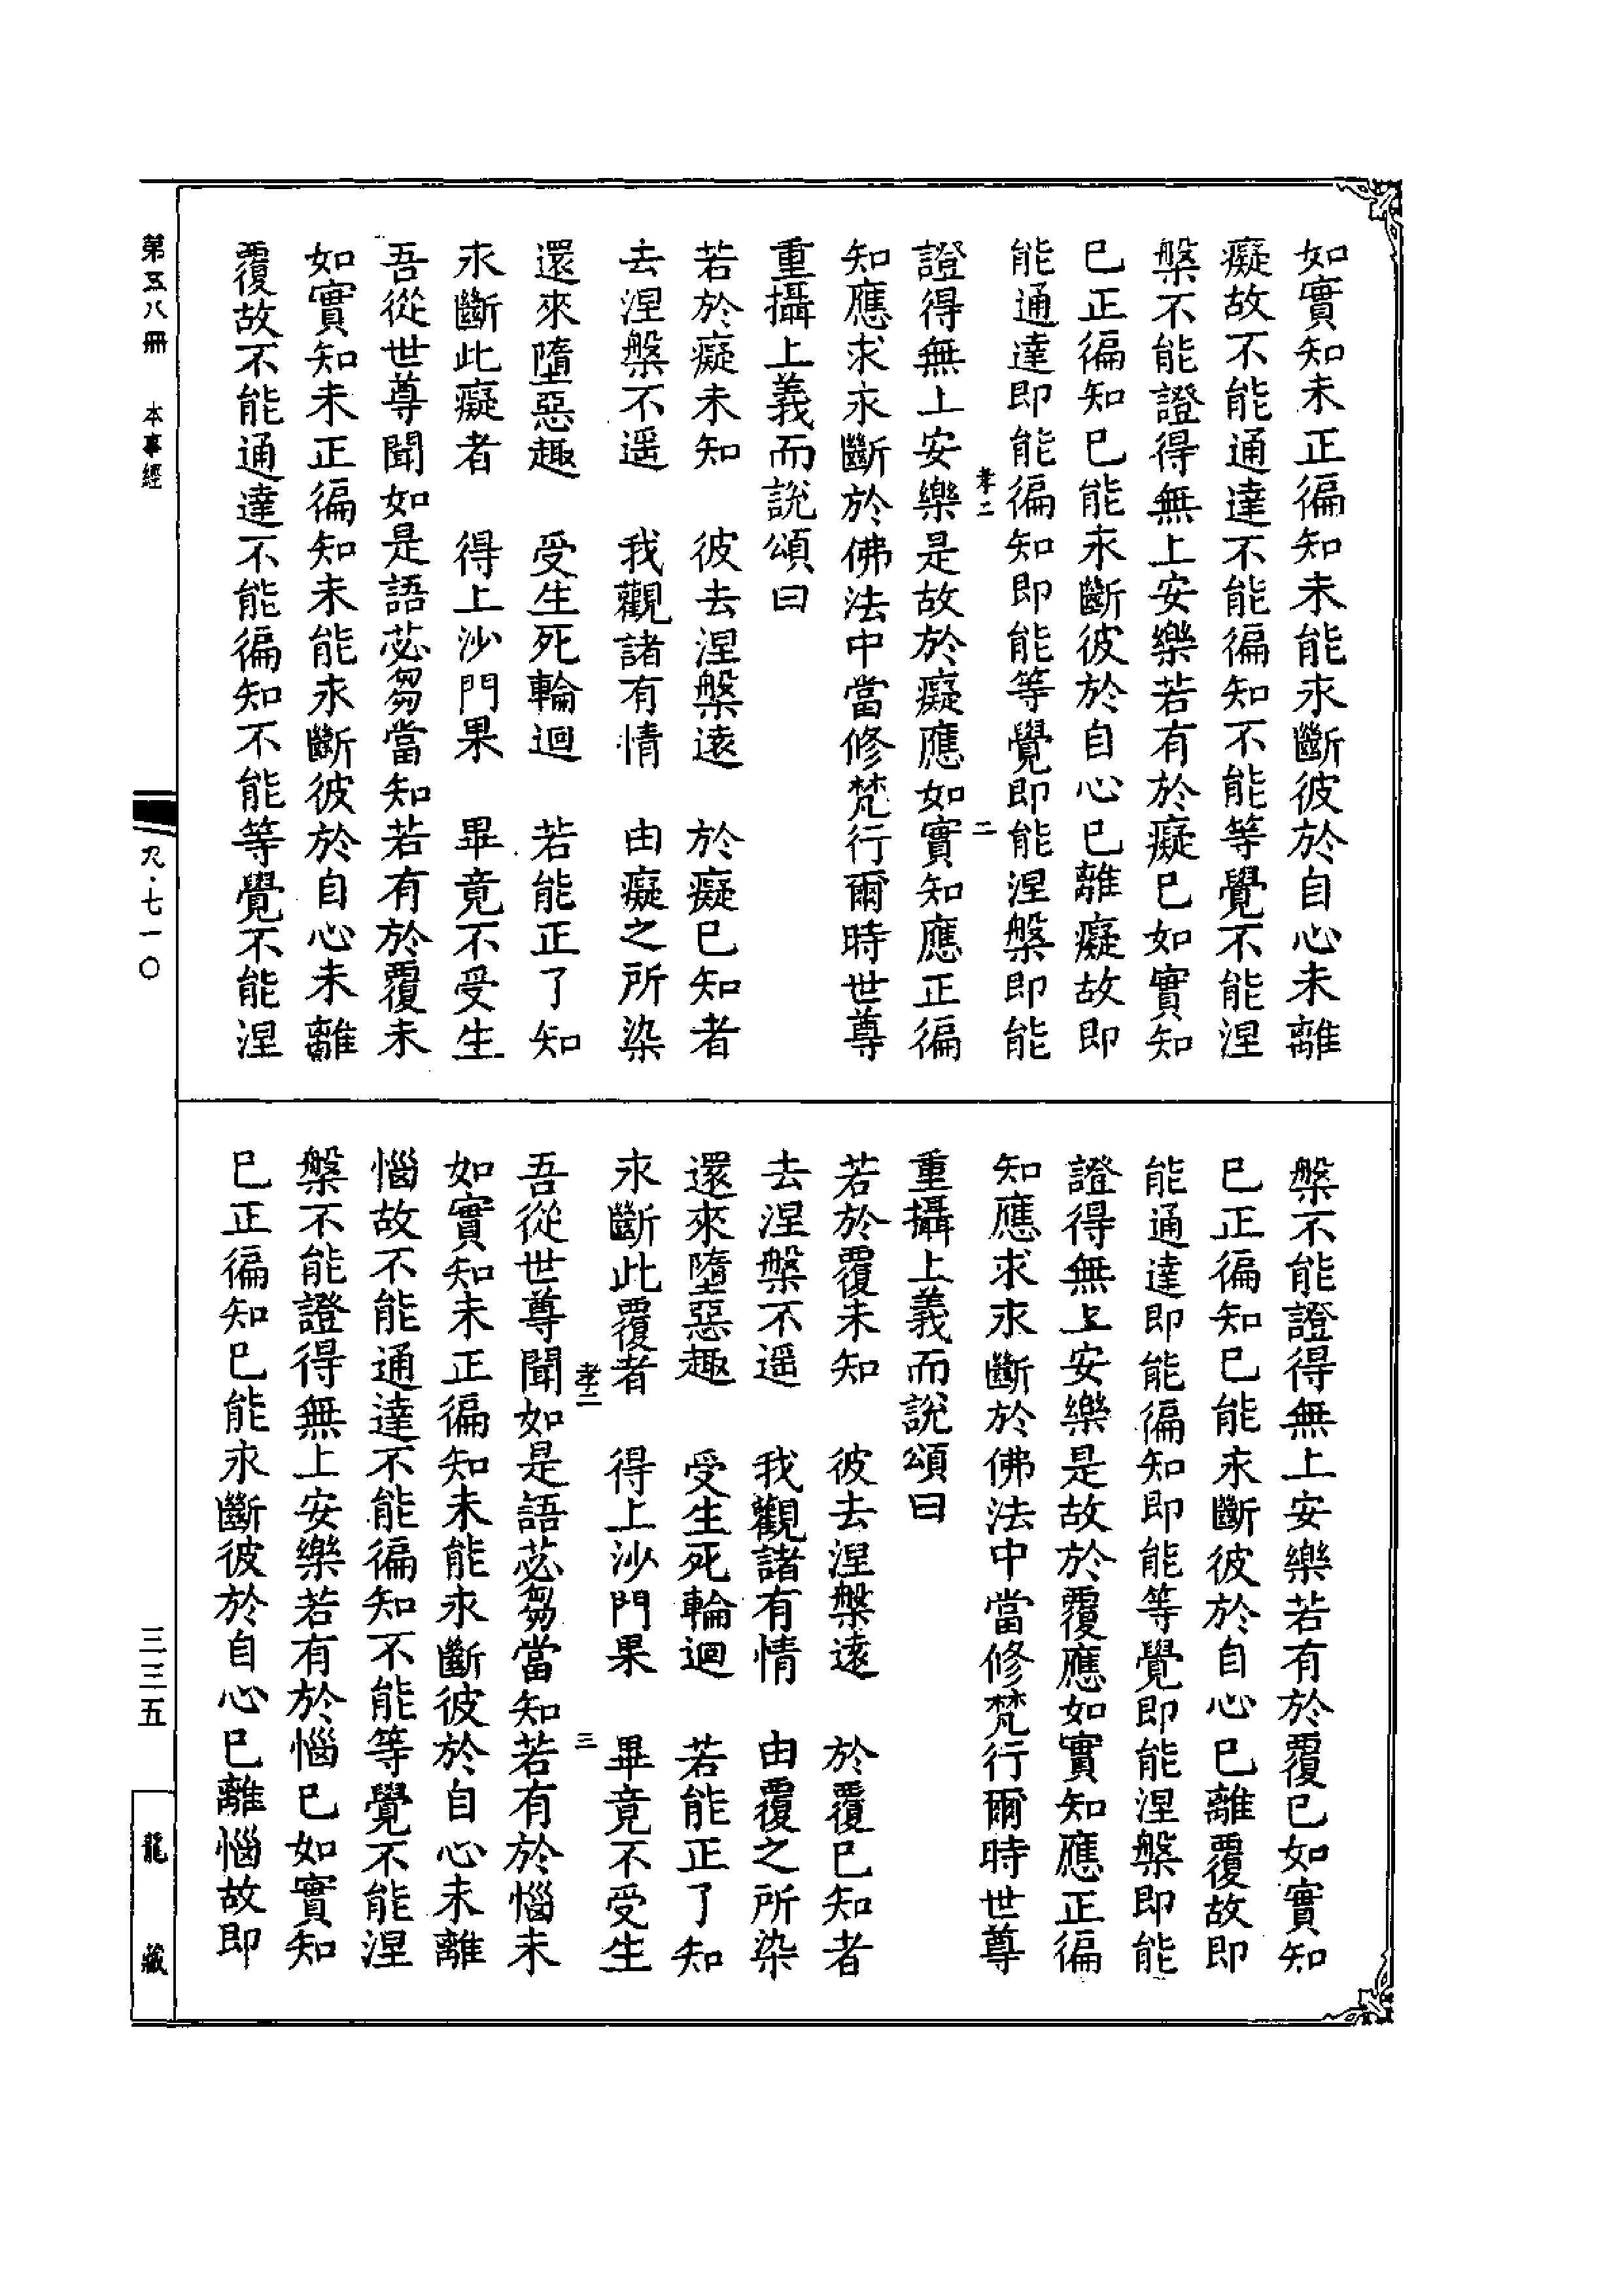 如實知未正徧知未能永斷彼於自心未離
癡故不能通達不能徧知不能等覺不能涅
槃不能證得無上安樂若有於癡已如實知
已正徧知已能永斷彼於自心已離癡故即
能通達即能徧知即能等覺即能涅槃即能
孝二 二
證得無上安樂是故於癡應如實知應正徧
知應求永斷於佛法中當修梵行爾時世尊
重攝上義而說頌曰
若於癡未知 彼去涅槃遠 於癡已知者
去涅槃不遥 我觀諸有情 由癡之所染
還來墮惡趣 受生死輪迴 若能正了知
永斷此癡者 得上沙門果 畢竟不受生
吾從世尊聞如是語苾芻當知若有於覆未
如實知未正徧知未能永斷彼於自心未離
覆故不能通達不能徧知不能等覺不能涅
槃不能證得無上安樂若有於覆已如實知
已正徧知已能永斷彼於自心已離覆故即
能通達即能徧知即能等覺即能涅槃即能
證得無上安樂是故於覆應如實知應正徧
知應求永斷於佛法中當修梵行爾時世尊
重攝上義而說頌曰
若於覆未知 彼去涅槃遠 於覆已知者
去涅槃不遥 我觀諸有情 由覆之所染
還來墮惡趣 受生死輪迴 若能正了知
永斷此覆者 得上沙門果 畢竟不受生
孝二 三
吾從世尊聞如是語苾芻當知若有於惱未
如實知未正徧知未能永斷彼於自心未離
惱故不能通達不能徧知不能等覺不能涅
槃不能證得無上安樂若有於惱已如實知
已正徧知已能永斷彼於自心已離惱故即
第五八冊 本事經
九·七一〇
三三五
龍藏